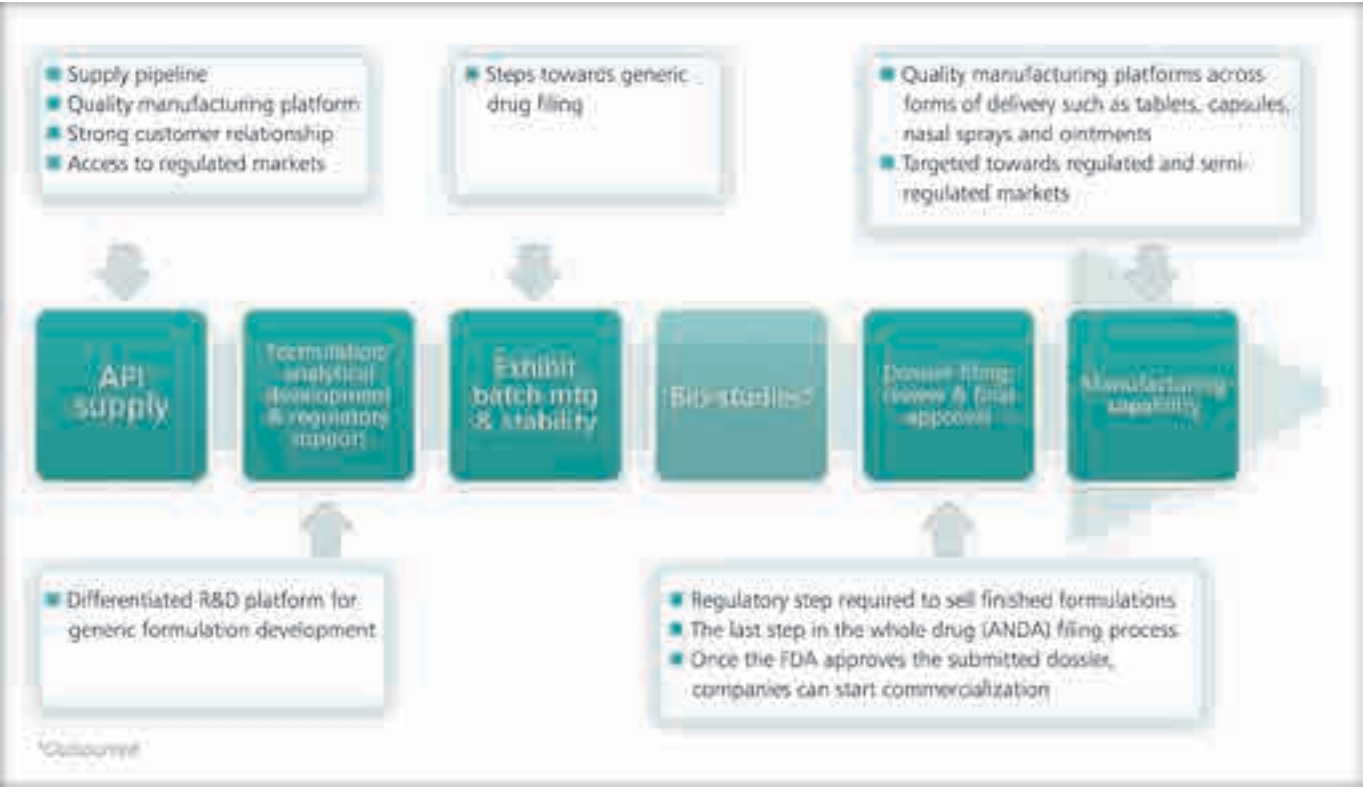 Supply pipeline
Quality manufacturing platform
Strong customer relationship
Access to regulated markets
Steps towards generic
drug filing
Quality manufacturing platforms across
forms of delivery such as tablets, capsules,
nasal sprays and ointments
Targeted towards regulated and semi-
regulated markets
API
supply
Formulation
analytical
development
& regulatory
support
Exhibit
batch mfg
& stability
Bio-studies*
Dossier filing,
review & final
approval
Manufacturing
capability
Differentiated R&D platform for
generic formulation development
Regulatory step required to sell finished formulations
The last step in the whole drug (ANDA) filing process
Once the FDA approves the submitted dossier,
companies can start commercialization
*Outsourced